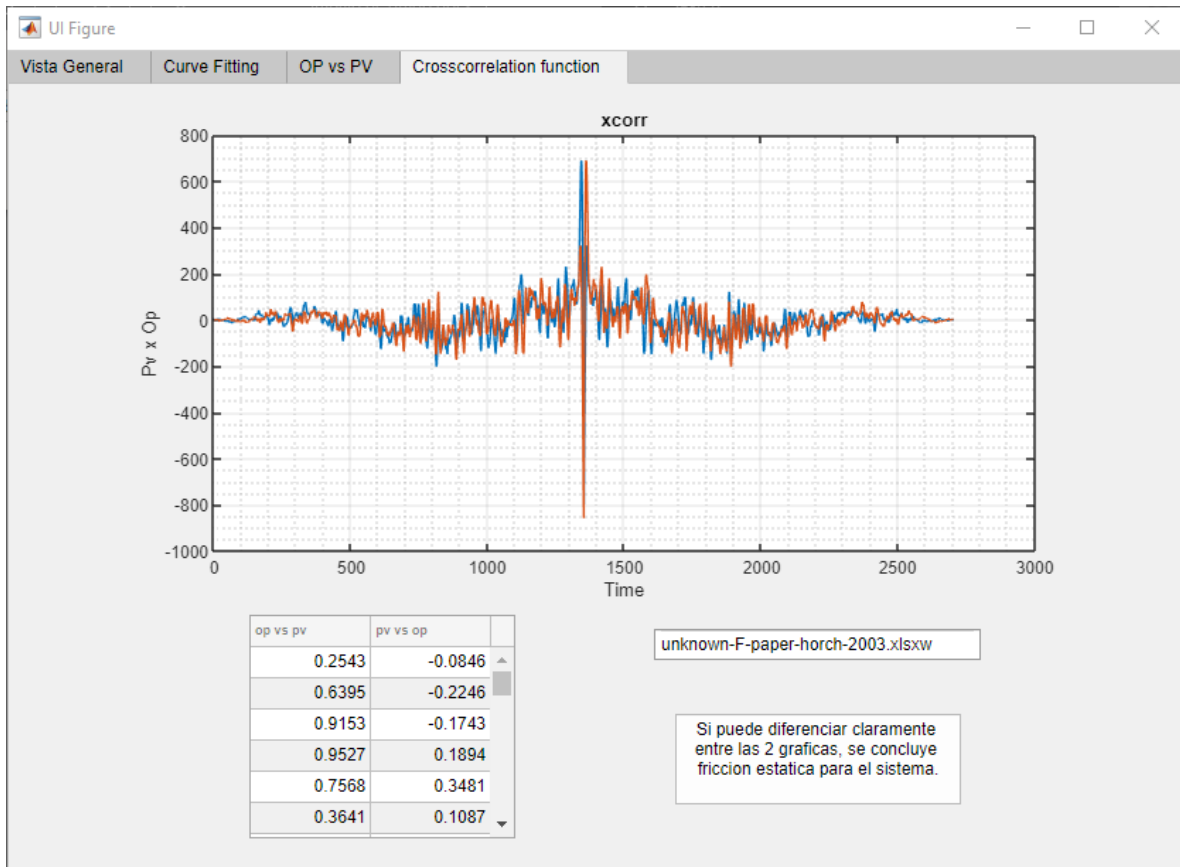 UI Figure
Vista General Curve Fitting OP vs PV Crosscorrelation function
xcorr
800
600
400
200
0
-200
-400
-600
-800
-1000
Pv x Op
0 500 1000 1500 2000 2500 3000
Time
op vs pv pv vs op
0.2543 -0.0846
0.6395 -0.2246
0.9153 -0.1743
0.9527 0.1894
0.7568 0.3481
0.3641 0.1087
unknown-F-paper-horch-2003.xlsxw
Si puede diferenciar claramente
entre las 2 graficas, se concluye
friccion estatica para el sistema.